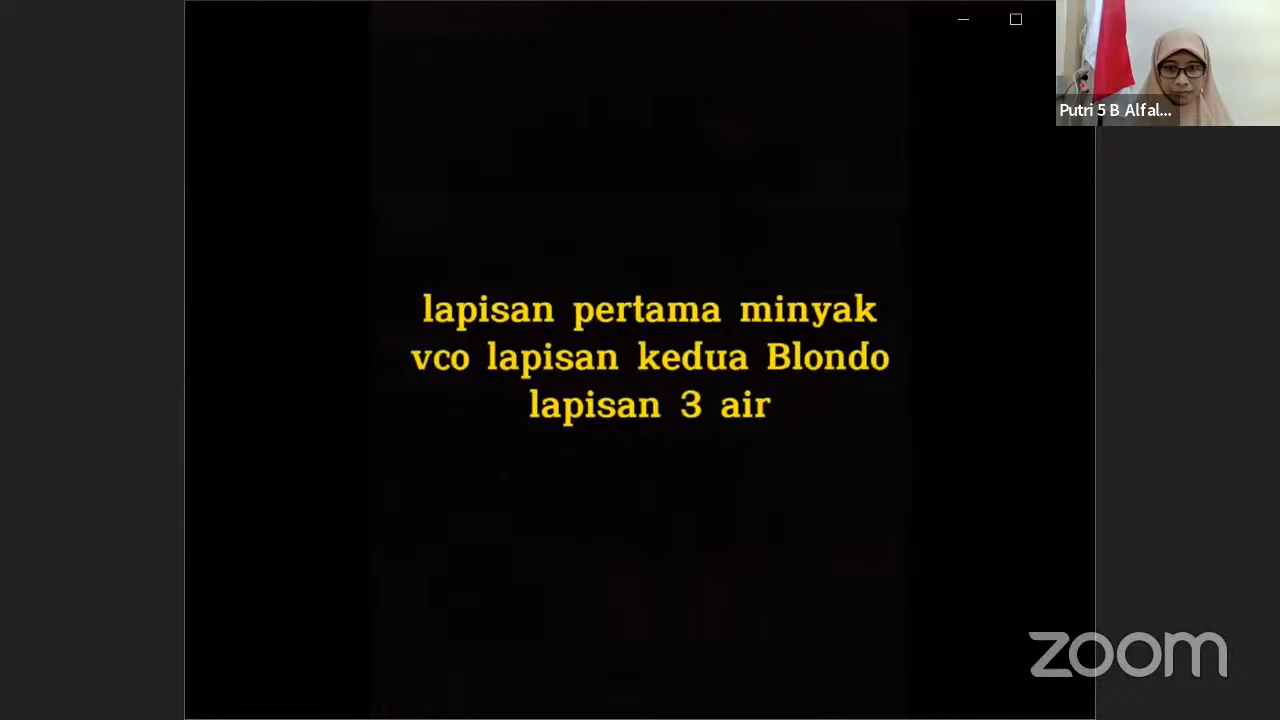 Putri 5 B Alfal...
lapisan pertama minyak
vco lapisan kedua Blondo
lapisan 3 air
zoom